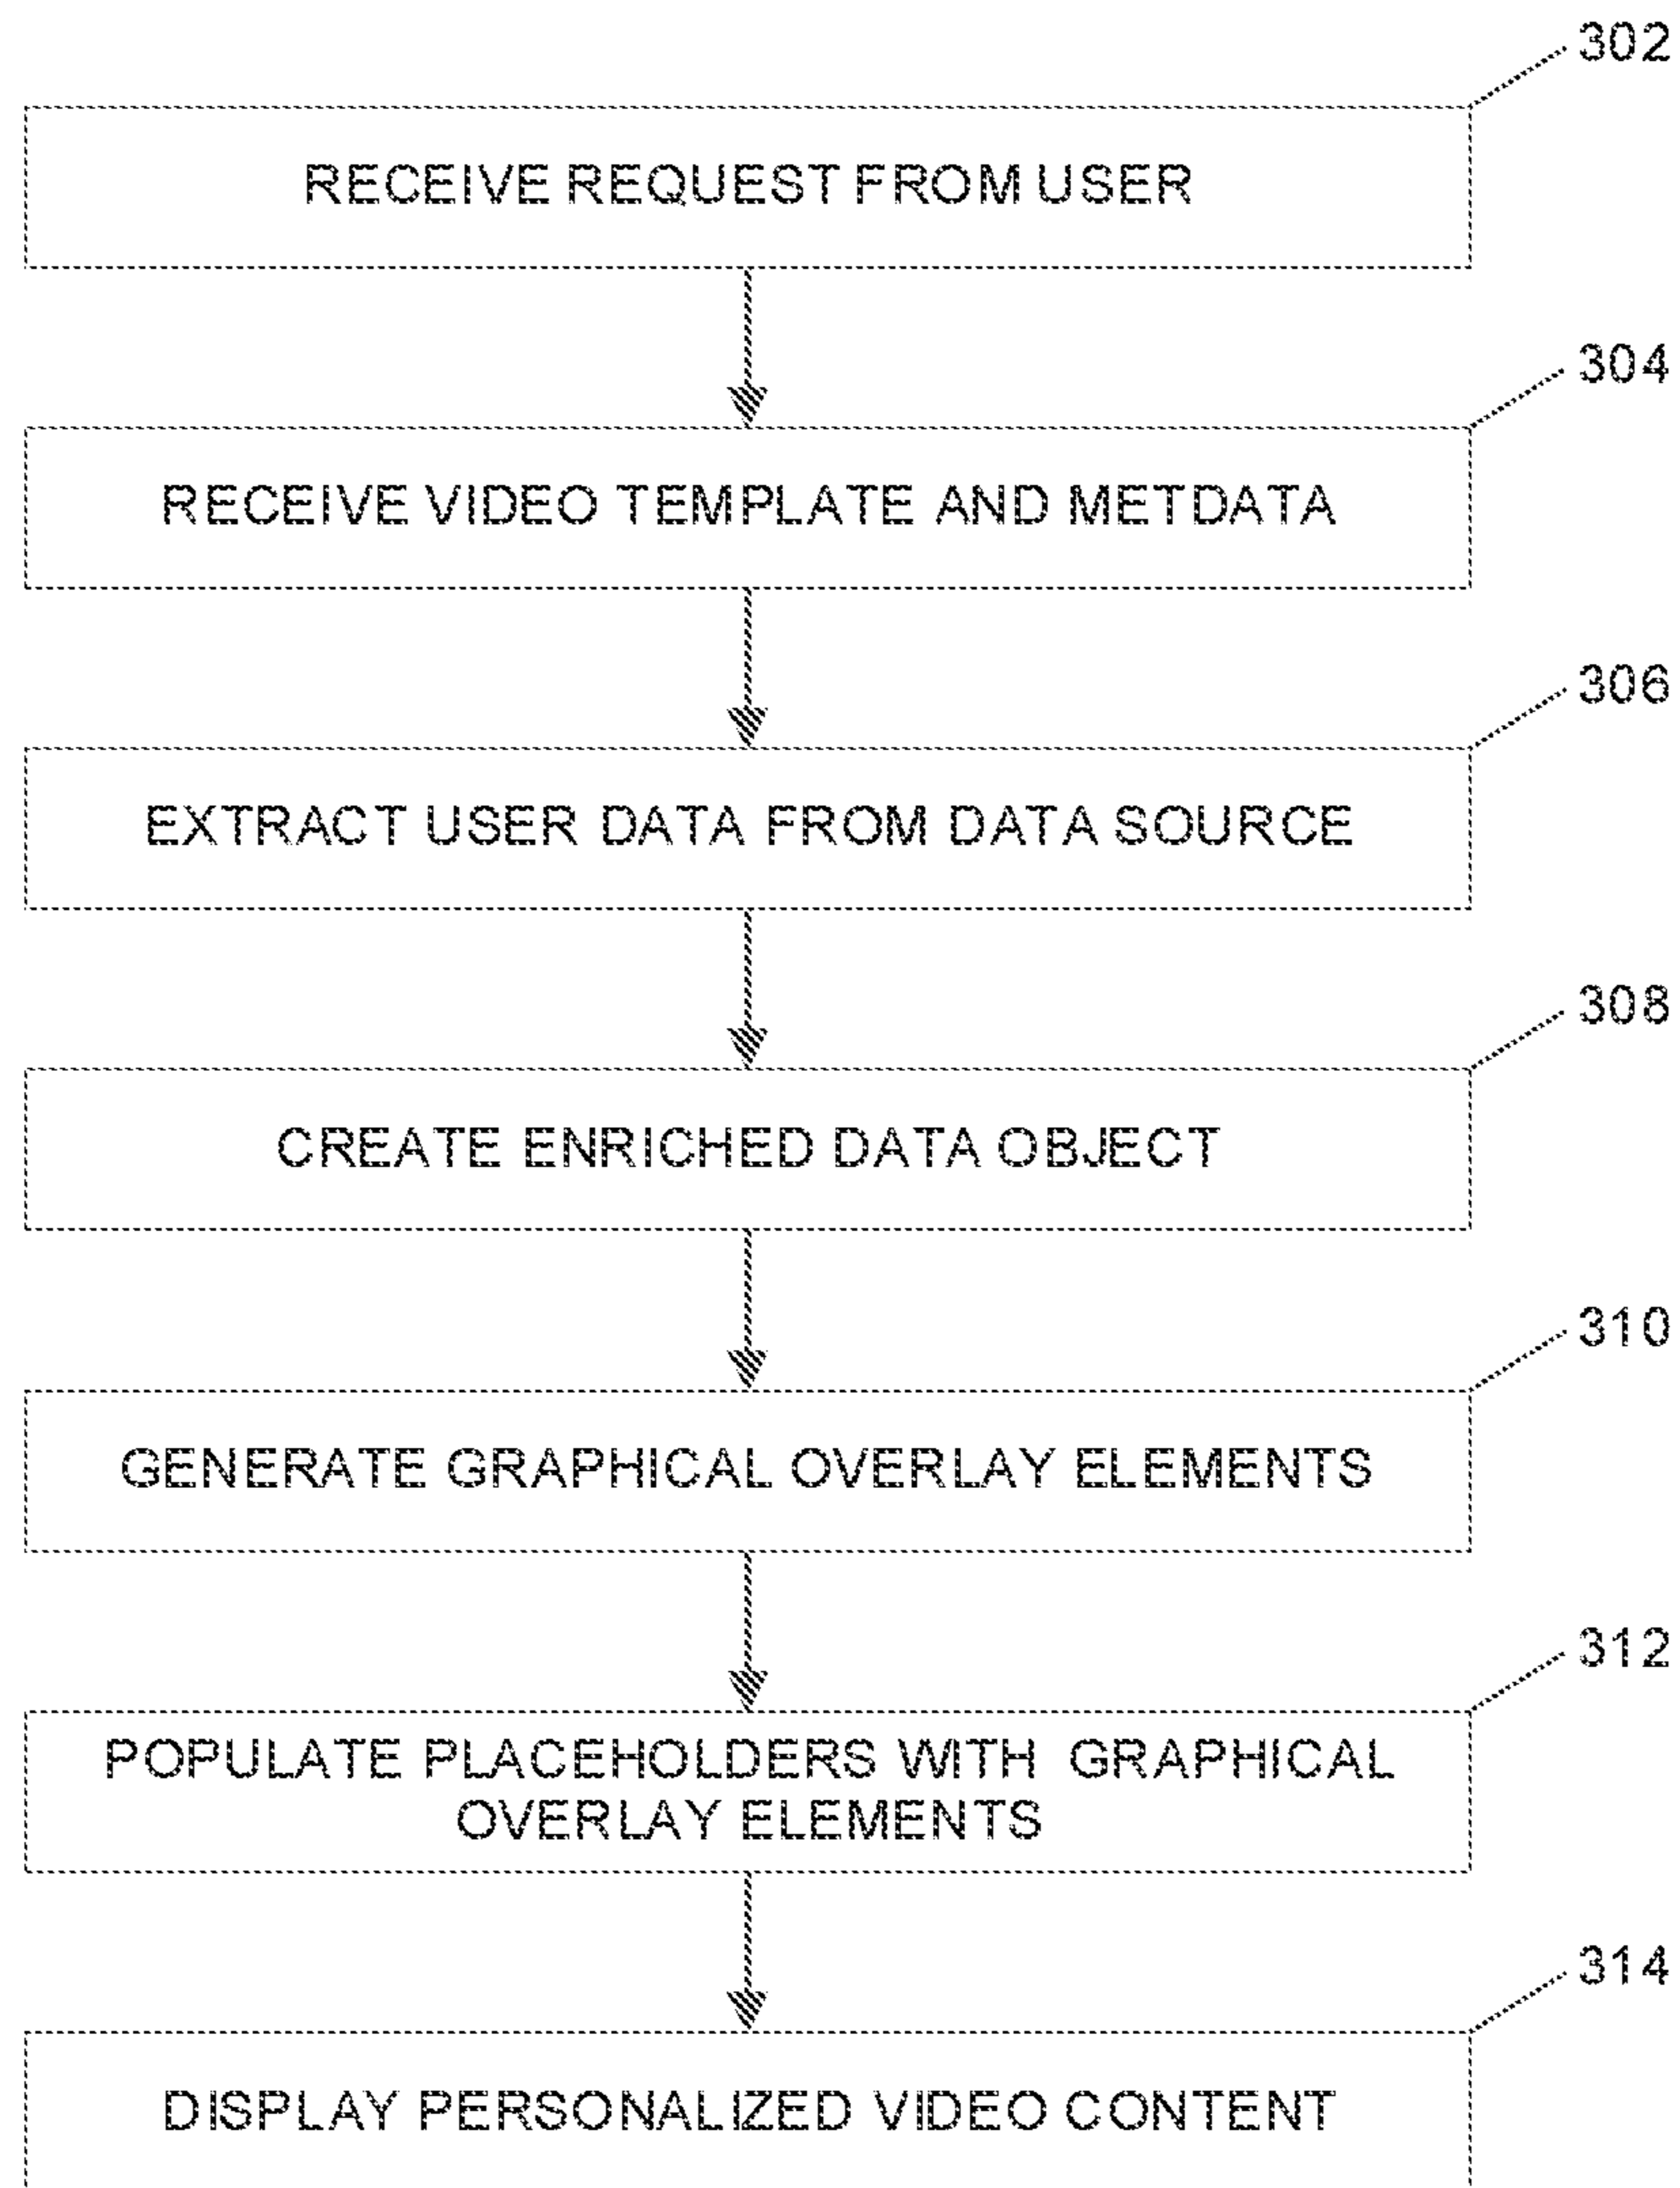 302
RECEIVE REQUEST FROM USER
304
RECEIVE VIDEO TEMPLATE AND METDATA
306
EXTRACT USER DATA FROM DATA SOURCE
308
CREATE ENRICHED DATA OBJECT
310
GENERATE GRAPHICAL OVERLAY ELEMENTS
312
POPULATE PLACEHOLDERS WITH GRAPHICAL
OVERLAY ELEMENTS
314
DISPLAY PERSONALIZED VIDEO CONTENT